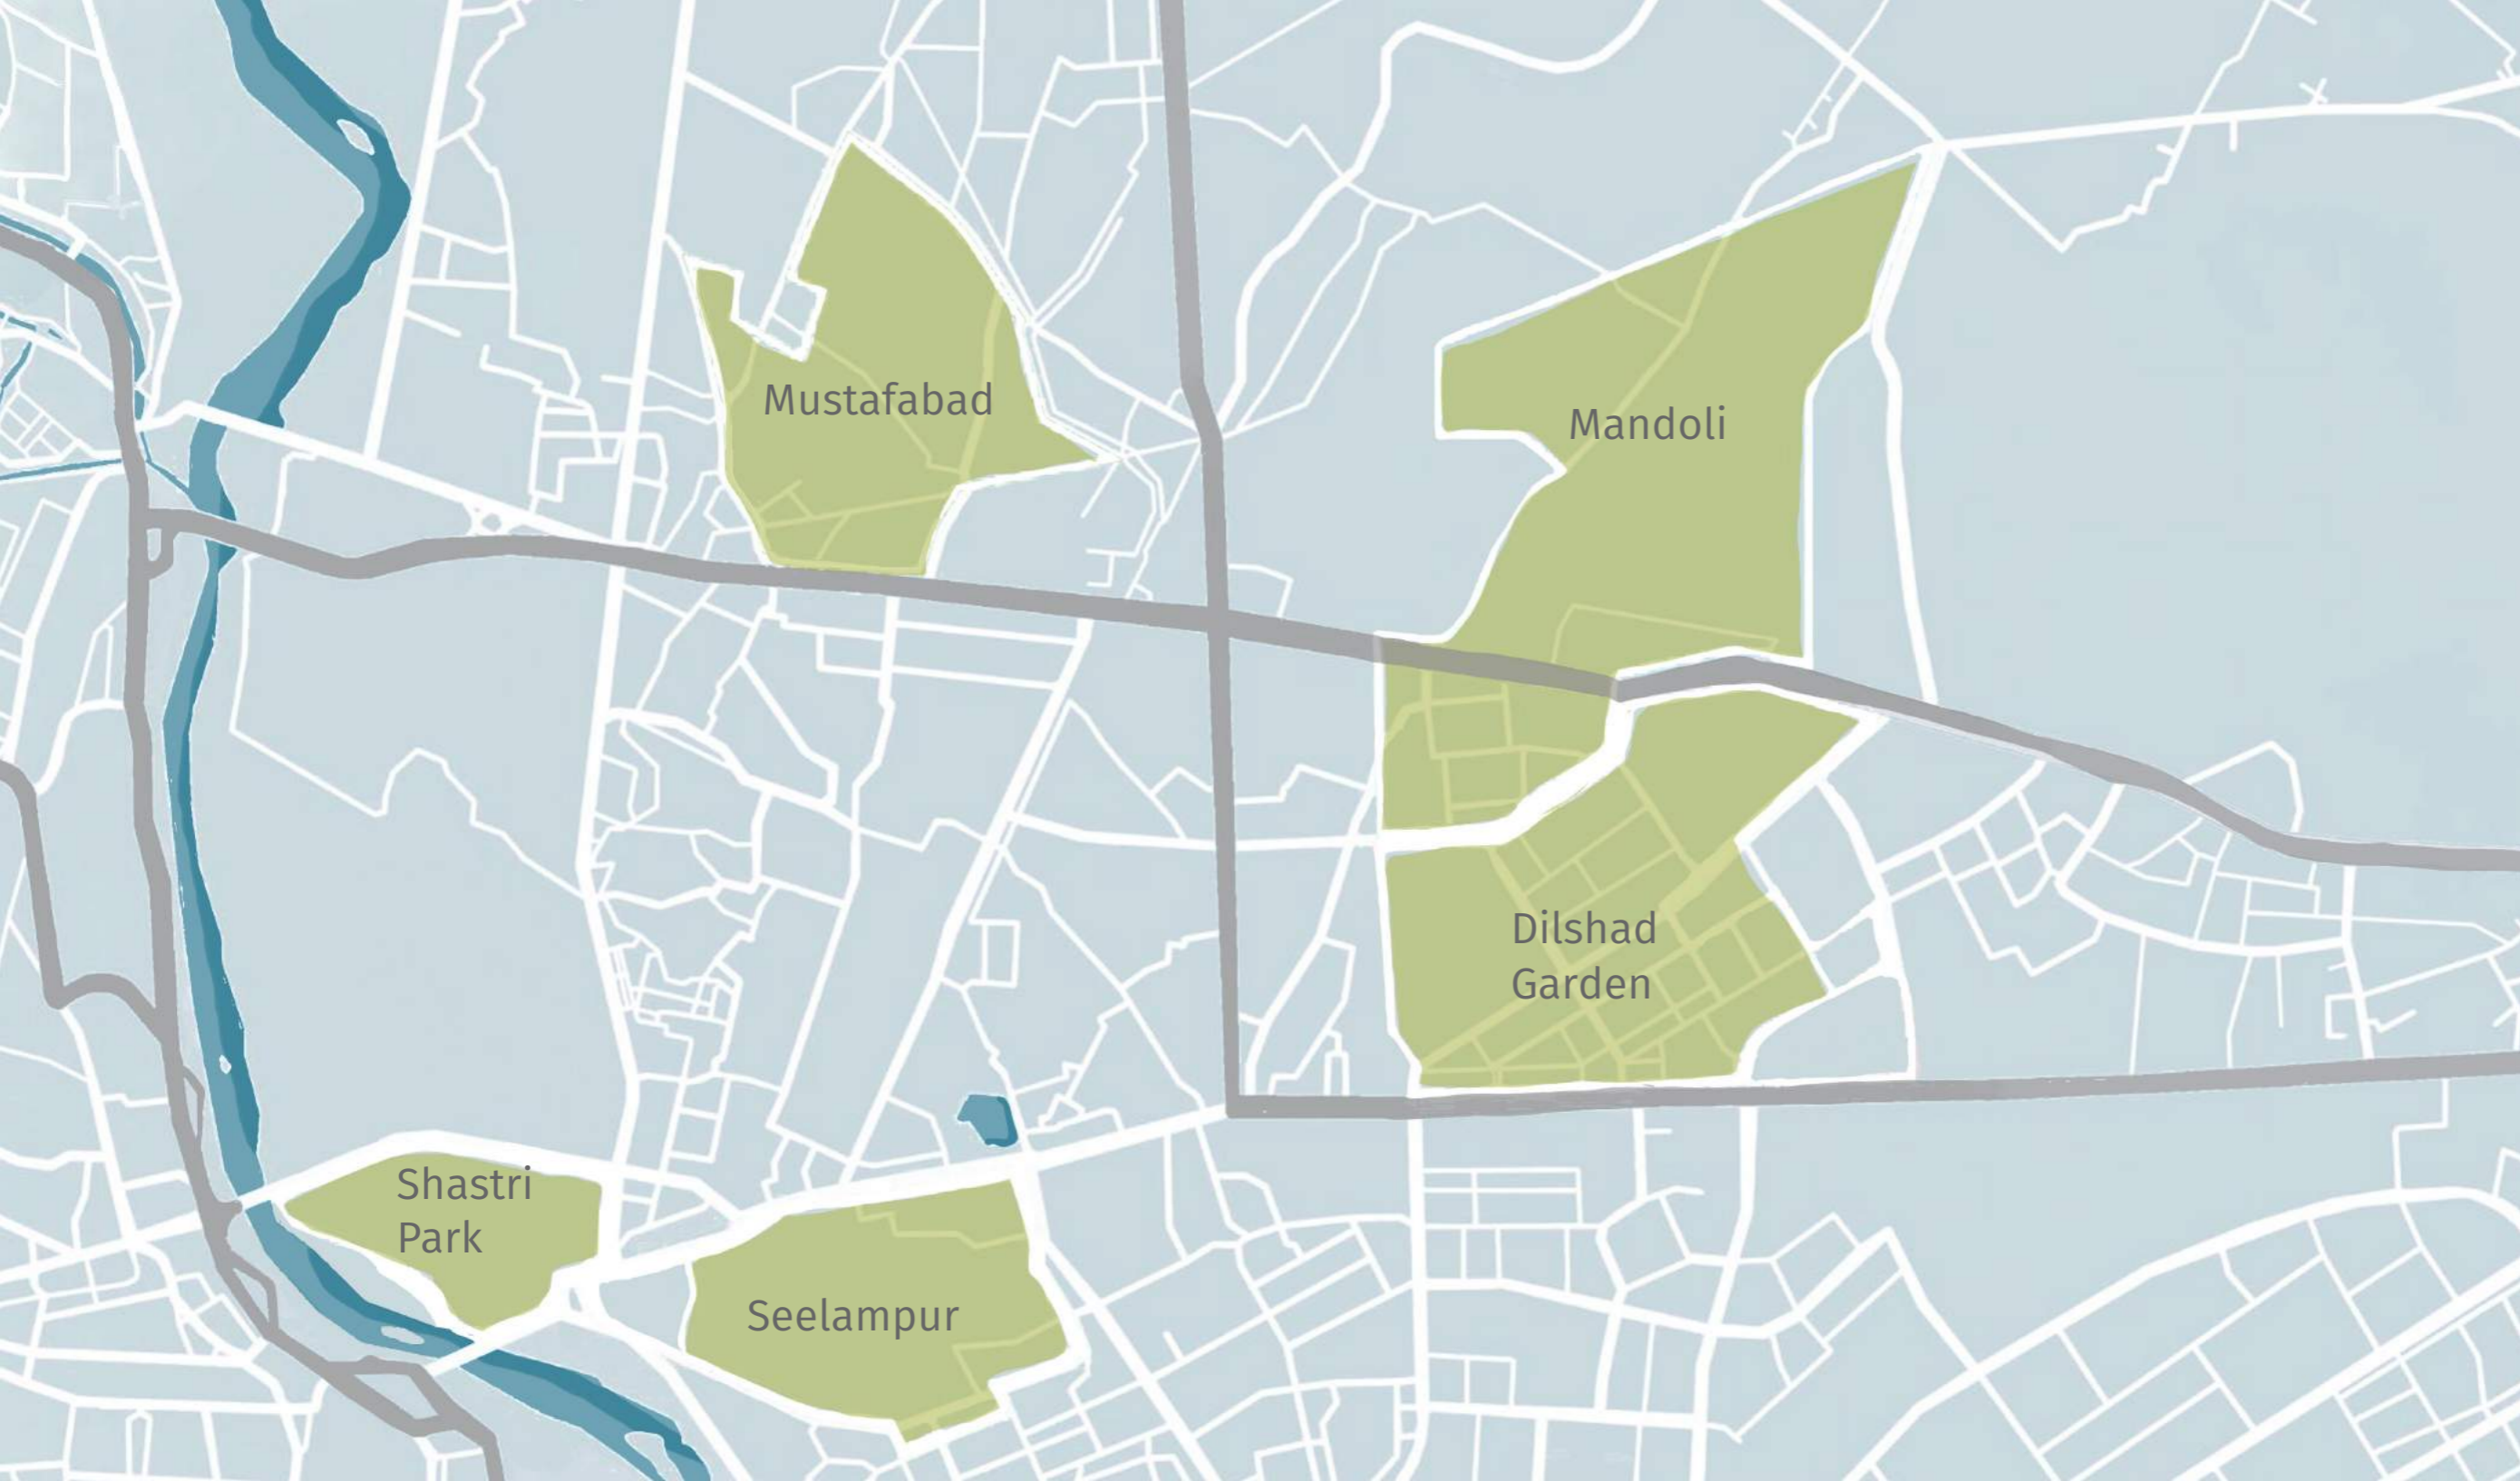 Mustafabad
Mandoli
Dilshad
Garden
Shastri
Park
Seelampur